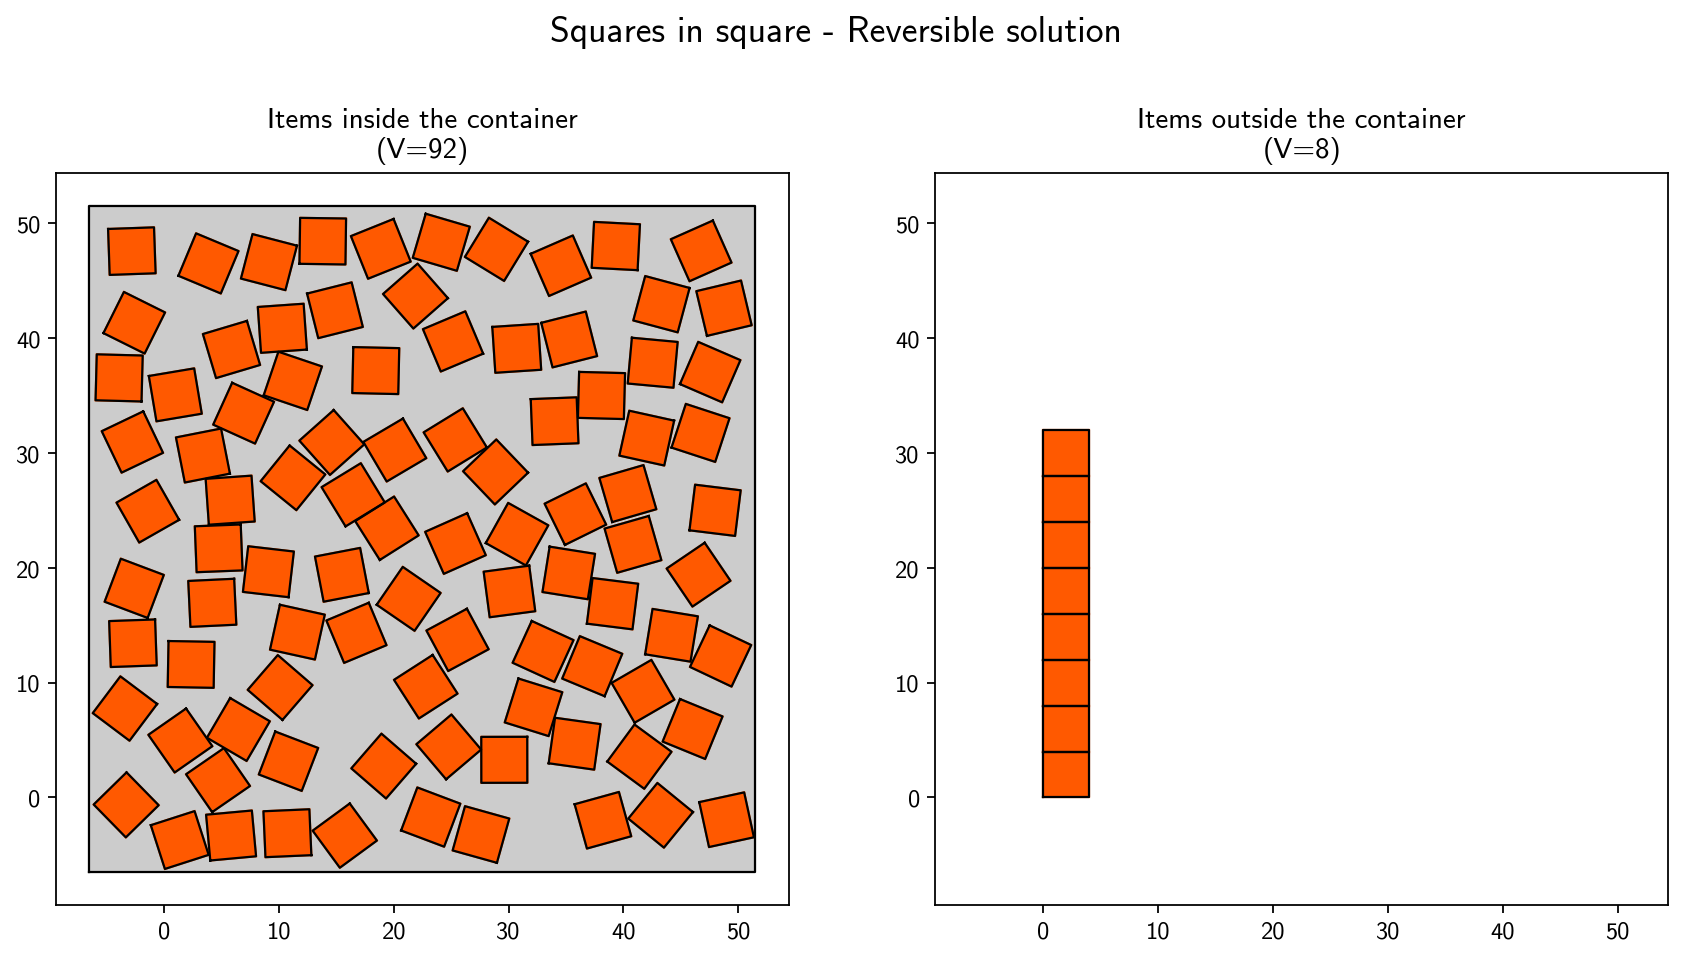 Squares in square - Reversible solution
Items inside the container
(V=92)
Items outside the container
(V=8)
50
40
30
20
10
0
0 10 20 30 40 50
50
40
30
20
10
0
0 10 20 30 40 50